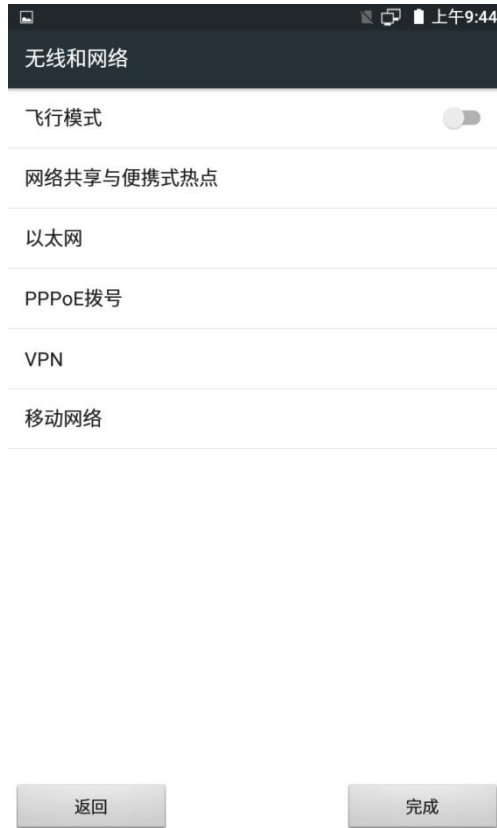 上午9:44
无线和网络
飞行模式
网络共享与便携式热点
以太网
PPPoE拨号
VPN
移动网络
返回
完成